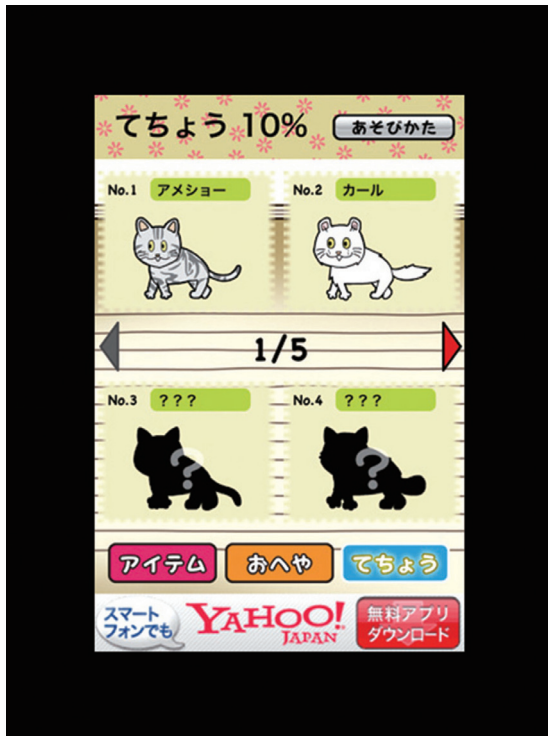 てちょう 10%
あそびかた
No.1 アメショー
No.2 カール
1/5
No.3 ???
No.4 ???
?
?
アイテム
おへや
てちょう
スマート
フォンでも
YAHOO!
JAPAN
無料アプリ
ダウンロード